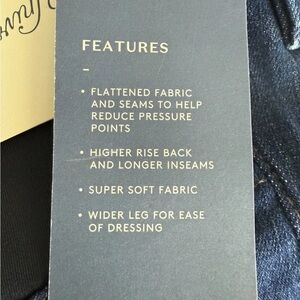 FEATURES
–
• FLATTENED FABRIC
AND SEAMS TO HELP
REDUCE PRESSURE
POINTS
• HIGHER RISE BACK
AND LONGER INSEAMS
• SUPER SOFT FABRIC
• WIDER LEG FOR EASE
OF DRESSING